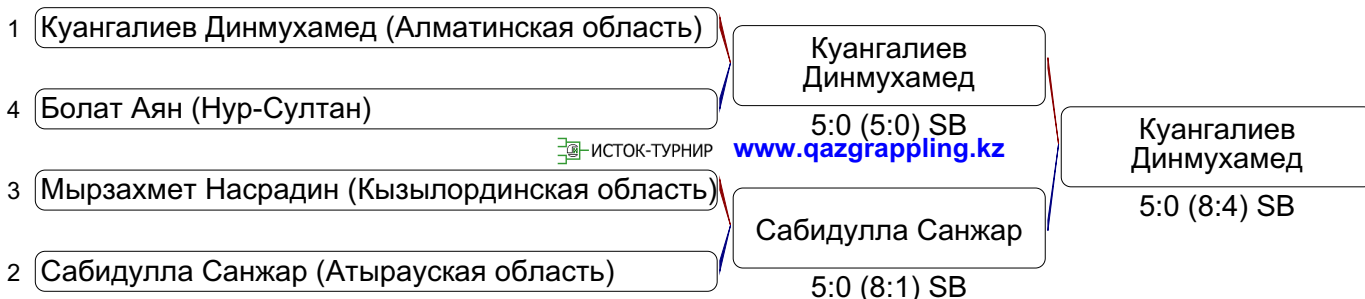 1 Куангалиев Динмухамед (Алматинская область)
Куангалиев
Динмухамед
4 Болат Аян (Нур-Султан)
5:0 (5:0) SB
Куангалиев
Динмухамед
ИСТОК-ТУРНИР www.qazgrappling.kz
3 Мырзахмет Насрадин (Кызылординская область)
5:0 (8:4) SB
Сабидулла Санжар
2 Сабидулла Санжар (Атырауская область)
5:0 (8:1) SB